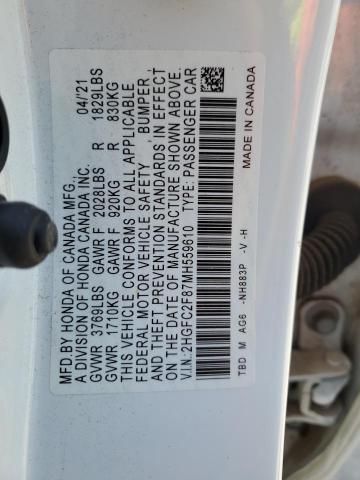 MFD BY HONDA OF CANADA MFG. 04/21
A DIVISION OF HONDA CANADA INC.
GVWR 3769LBS GAWR F 2028LBS R 1829LBS
GVWR 1710KG GAWR F 920KG R 830KG
THIS VEHICLE CONFORMS TO ALL APPLICABLE
FEDERAL MOTOR VEHICLE SAFETY BUMPER,
AND THEFT PREVENTION STANDARDS IN EFFECT
ON THE DATE OF MANUFACTURE SHOWN ABOVE.
V.I.N: 2HGFC2F87MH559610 TYPE: PASSENGER CAR
TBD M AG6 -NH883P -V -H MADE IN CANADA